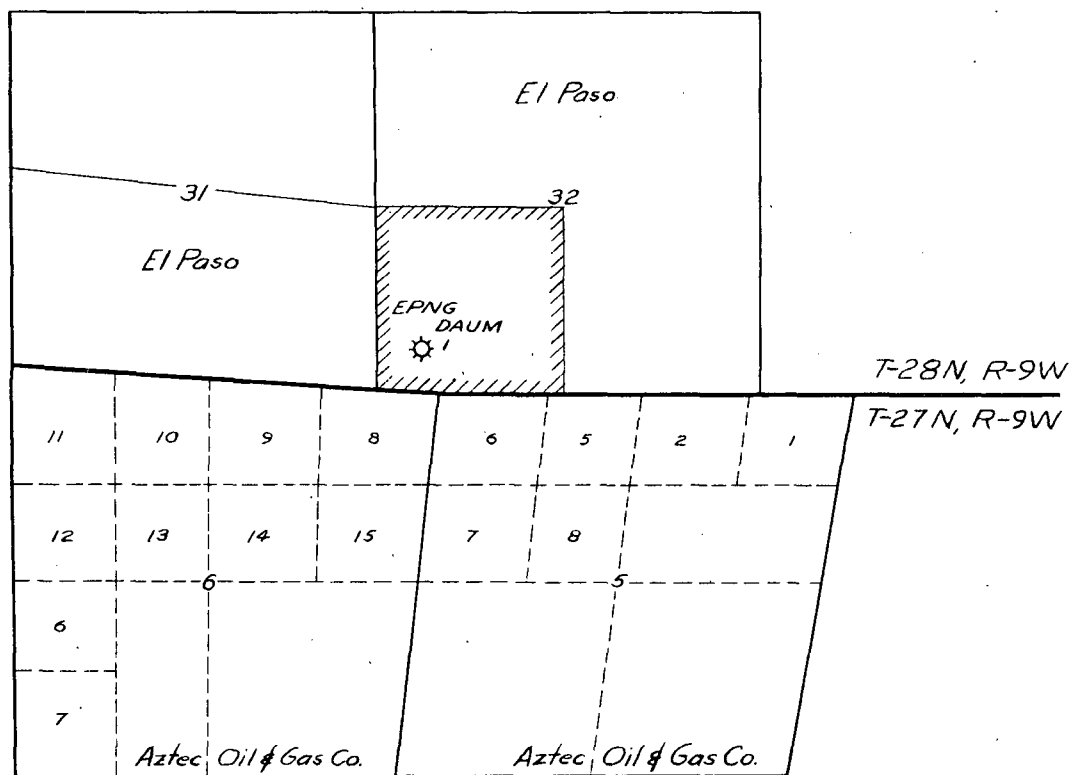 El Paso
31
32
El Paso
EPNG
DAUM
1
T-28N, R-9W
T-27N, R-9W
11 10 9 8 6 5 2 1
12 13 14 15 7 8
6 5
6
7
Aztec Oil & Gas Co. Aztec Oil & Gas Co.